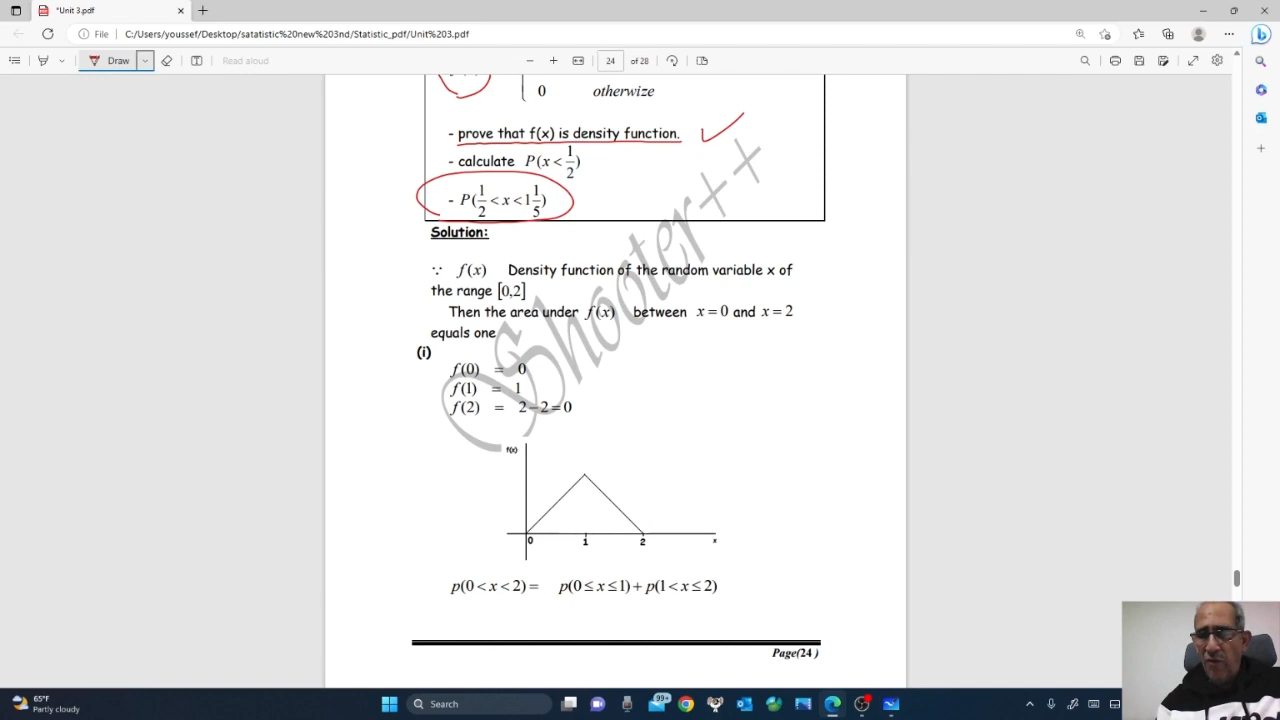 *Unit 3.pdf
File C:/Users/youssef/Desktop/satatistic%20new%203nd/Statistic_pdf/Unit%203.pdf
Draw Read aloud 24 of 28
0 otherwize
- prove that f(x) is density function.
- calculate P(x < 1/2)
- P(1/2 < x < 1 1/5)
Solution:
∵ f(x) Density function of the random variable x of
the range [0,2]
Then the area under f(x) between x = 0 and x = 2
equals one
(i)
f(0) = 0
f(1) = 1
f(2) = 2 − 2 = 0
f(x)
0 1 2 x
p(0 < x < 2) = p(0 ≤ x ≤ 1) + p(1 < x ≤ 2)
Page(24 )
(Shooter++
65°F
Partly cloudy
Search
99+